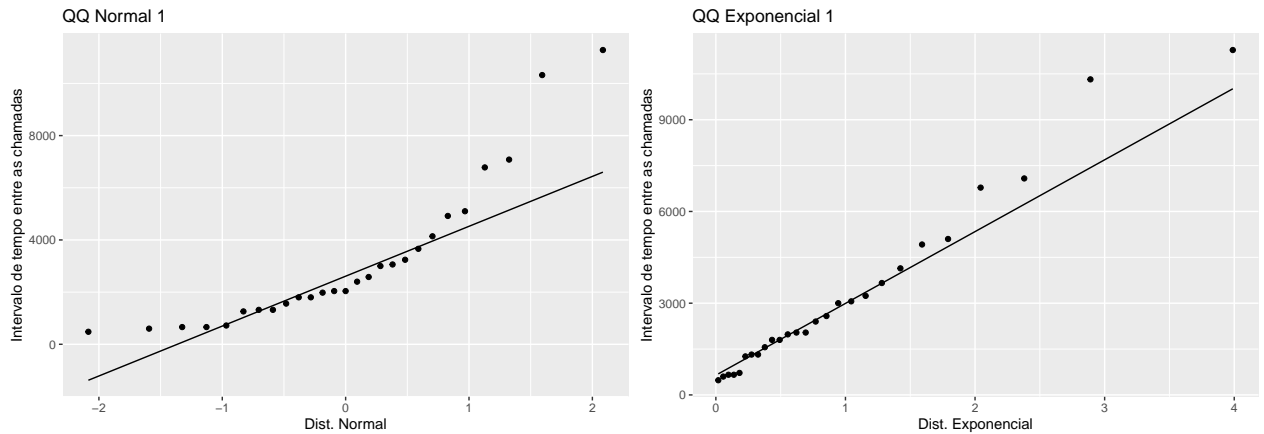 QQ Normal 1
Intervalo de tempo entre as chamadas
8000
4000
0
−2
−1
0
1
2
Dist. Normal
QQ Exponencial 1
Intervalo de tempo entre as chamadas
9000
6000
3000
0
0
1
2
3
4
Dist. Exponencial